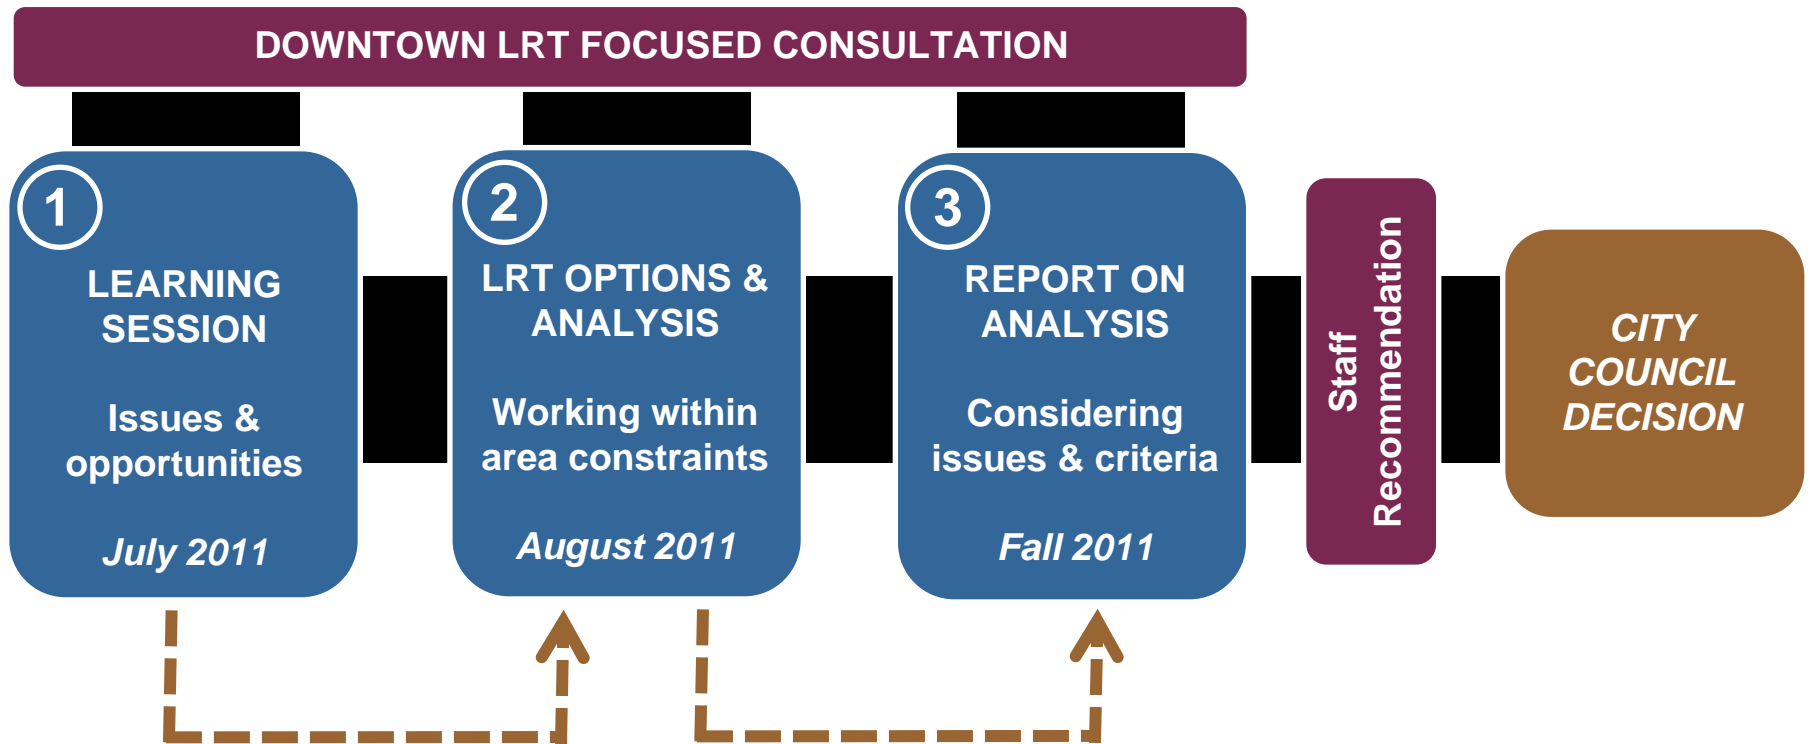 DOWNTOWN LRT FOCUSED CONSULTATION
1
LEARNING
SESSION
Issues &
opportunities
July 2011
2
LRT OPTIONS &
ANALYSIS
Working within
area constraints
August 2011
3
REPORT ON
ANALYSIS
Considering
issues & criteria
Fall 2011
Staff
Recommendation
CITY
COUNCIL
DECISION